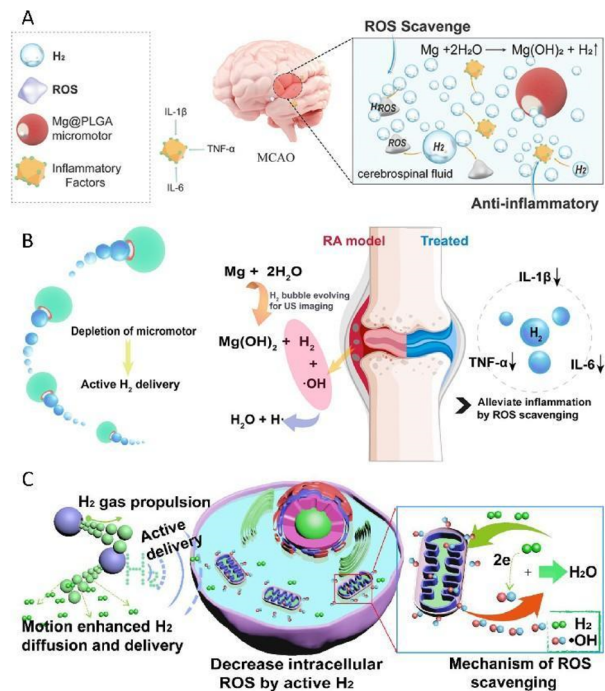 A
H₂
ROS
Mg@PLGA
micromotor
Inflammatory
Factors
IL-1β
TNF-α
IL-6
MCAO
ROS Scavenge
Mg +2H₂O ⟶ Mg(OH)₂ + H₂↑
HROS
ROS
H₂
H₂
cerebrospinal fluid
Anti-inflammatory
B
Depletion of micromotor
Active H₂ delivery
Mg + 2H₂O
H₂ bubble evolving
for US imaging
Mg(OH)₂ + H₂
+
·OH
H₂O + H·
RA model
Treated
IL-1β↓
H₂
TNF-α↓
IL-6↓
Alleviate inflammation
by ROS scavenging
C
H₂ gas propulsion
Active
delivery
Motion enhanced H₂
diffusion and delivery
Decrease intracellular
ROS by active H₂
2e
+
H₂O
H₂
•OH
Mechanism of ROS
scavenging